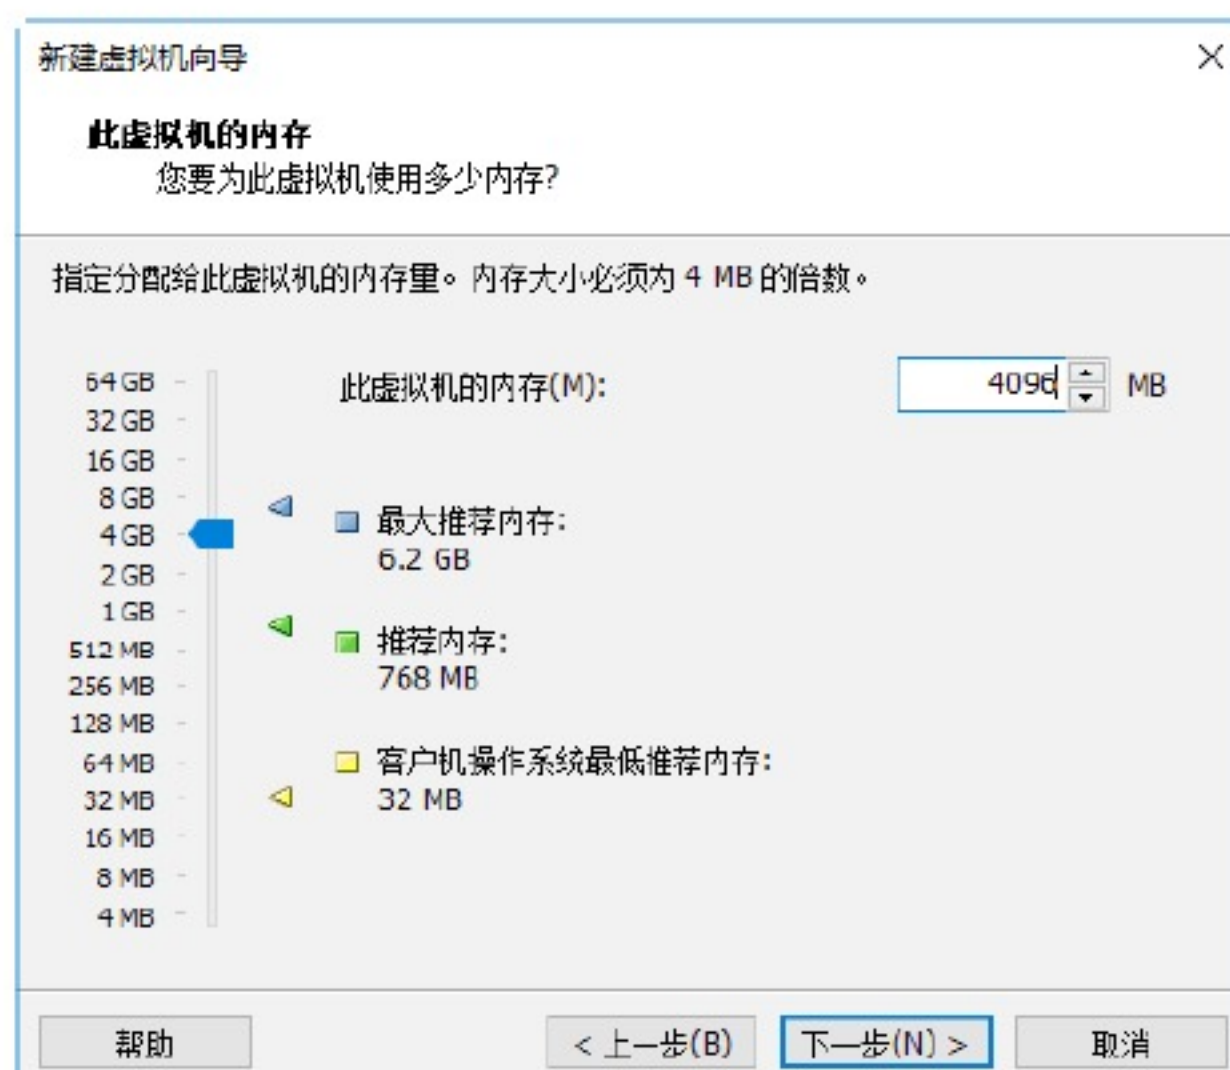 新建虚拟机向导
此虚拟机的内存
您要为此虚拟机使用多少内存?
指定分配给此虚拟机的内存量。内存大小必须为 4 MB 的倍数。
此虚拟机的内存(M): 4096 MB
64 GB
32 GB
16 GB
8 GB
4 GB
2 GB
1 GB
512 MB
256 MB
128 MB
64 MB
32 MB
16 MB
8 MB
4 MB
最大推荐内存:
6.2 GB
推荐内存:
768 MB
客户机操作系统最低推荐内存:
32 MB
帮助 < 上一步(B) 下一步(N) > 取消